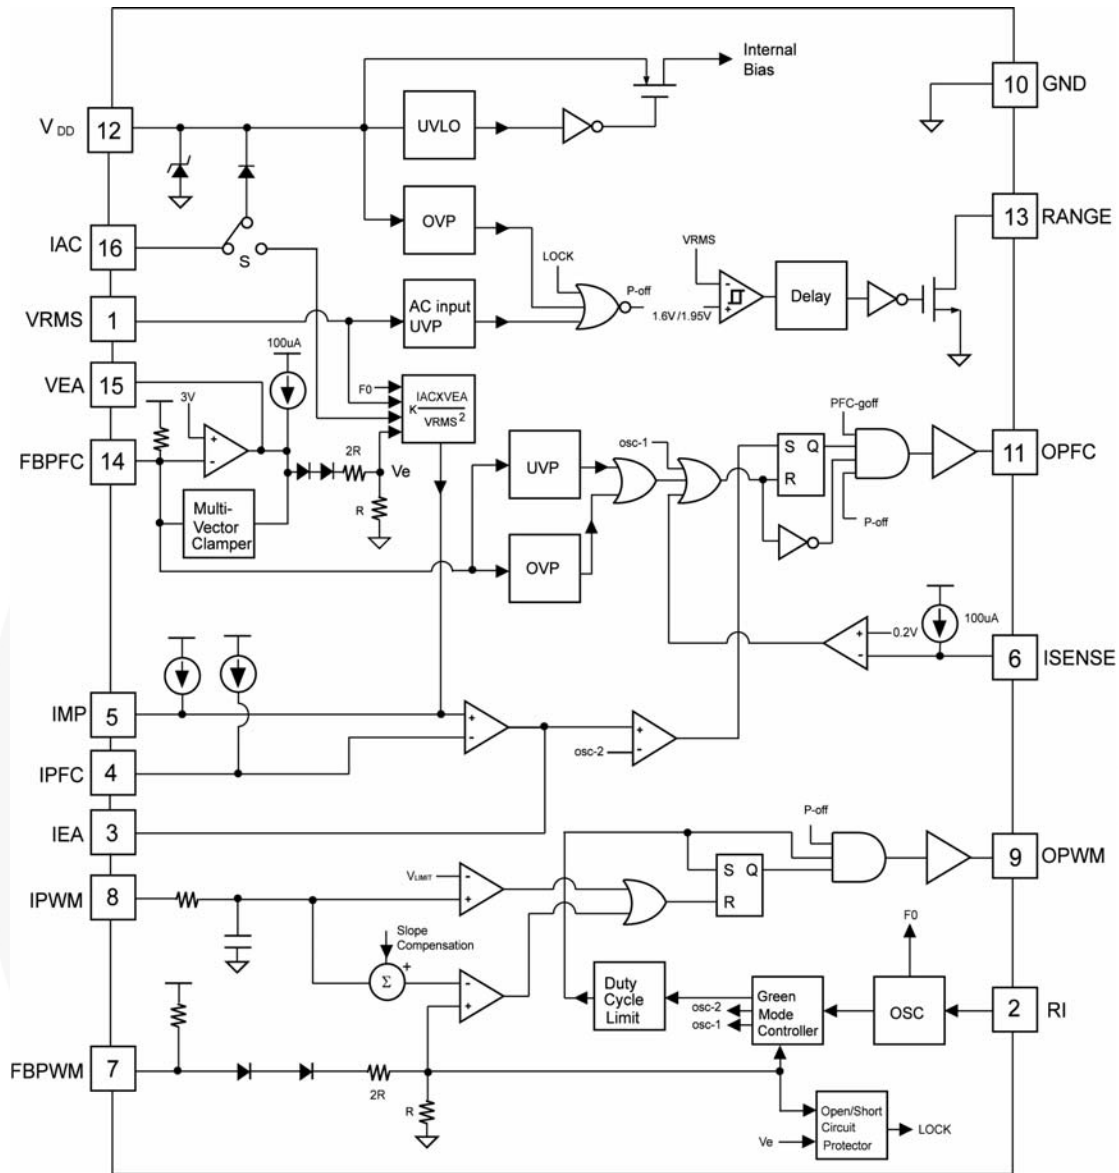 Internal
Bias
V DD
12
UVLO
10
GND
OVP
13
RANGE
IAC
16
S
LOCK
VRMS
P-off
VRMS
1
AC input
UVP
1.6V/1.95V
-
+
Delay
100uA
VEA
15
F0
K IACXVEA
VRMS 2
PFC-goff
3V
osc-1
S Q
R
11
OPFC
FBPFC
14
+
-
2R
Ve
UVP
R
P-off
Multi-
Vector
Clamper
OVP
+
-
0.2V
100uA
6
ISENSE
IMP
5
+
-
+
-
osc-2
IPFC
4
IEA
3
P-off
9
OPWM
IPWM
8
VLIMIT
-
+
S Q
R
Slope
Compensation
F0
Σ
+
-
+
Duty
Cycle
Limit
osc-2
osc-1
Green
Mode
Controller
OSC
2
RI
FBPWM
7
2R
R
Open/Short
Circuit
Protector
LOCK
Ve